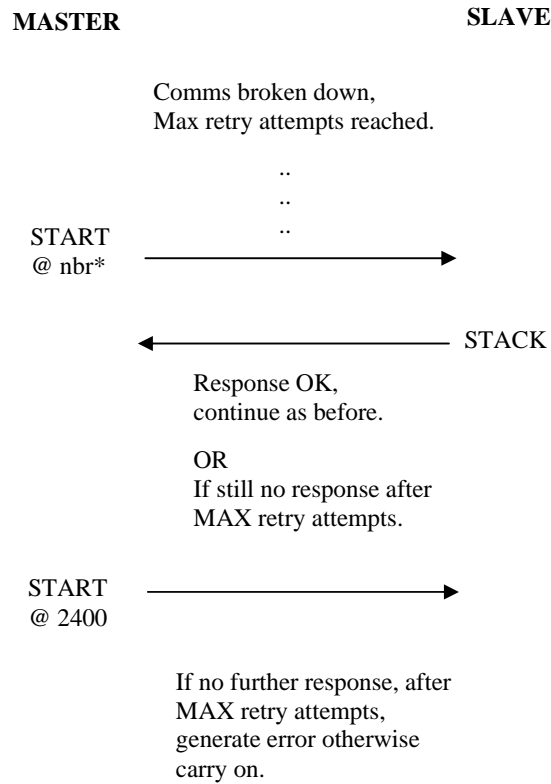 MASTER
SLAVE
Comms broken down,
Max retry attempts reached.
..
..
..
START
@ nbr*
STACK
Response OK,
continue as before.
OR
If still no response after
MAX retry attempts.
START
@ 2400
If no further response, after
MAX retry attempts,
generate error otherwise
carry on.